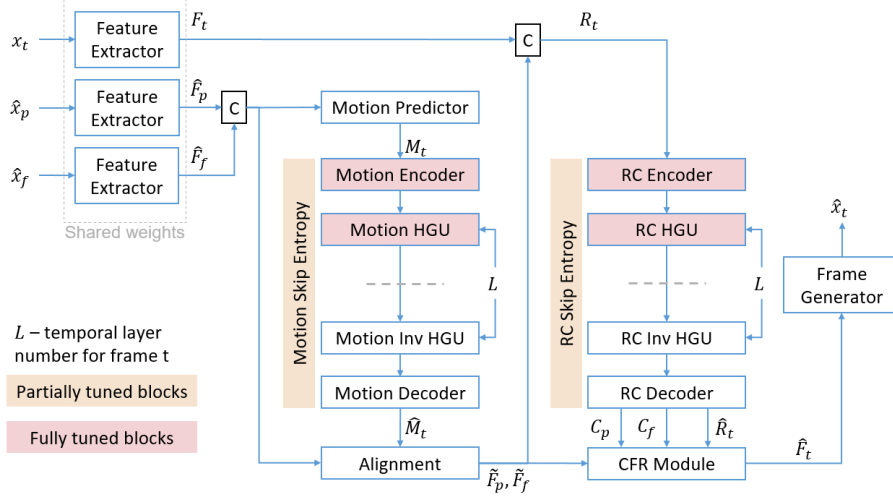 x_t
Feature
Extractor
F_t
C
R_t
x̂_p
Feature
Extractor
F̂_p
C
Motion Predictor
x̂_f
Feature
Extractor
F̂_f
Shared weights
M_t
Motion Skip Entropy
Motion Encoder
Motion HGU
L
Motion Inv HGU
Motion Decoder
M̂_t
Alignment
F̃_p, F̃_f
RC Skip Entropy
RC Encoder
RC HGU
L
RC Inv HGU
RC Decoder
C_p
C_f
R̂_t
CFR Module
F̂_t
x̂_t
Frame
Generator
L – temporal layer
number for frame t
Partially tuned blocks
Fully tuned blocks